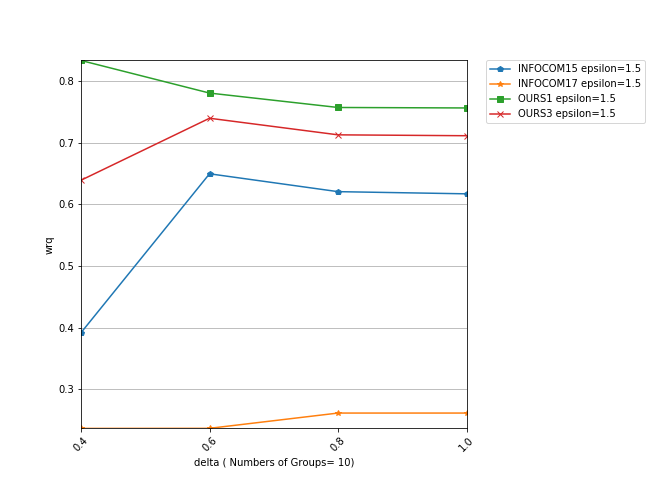 INFOCOM15 epsilon=1.5
INFOCOM17 epsilon=1.5
OURS1 epsilon=1.5
OURS3 epsilon=1.5
0.8
0.7
0.6
0.5
0.4
0.3
wrq
0.4
0.6
0.8
1.0
delta ( Numbers of Groups= 10)